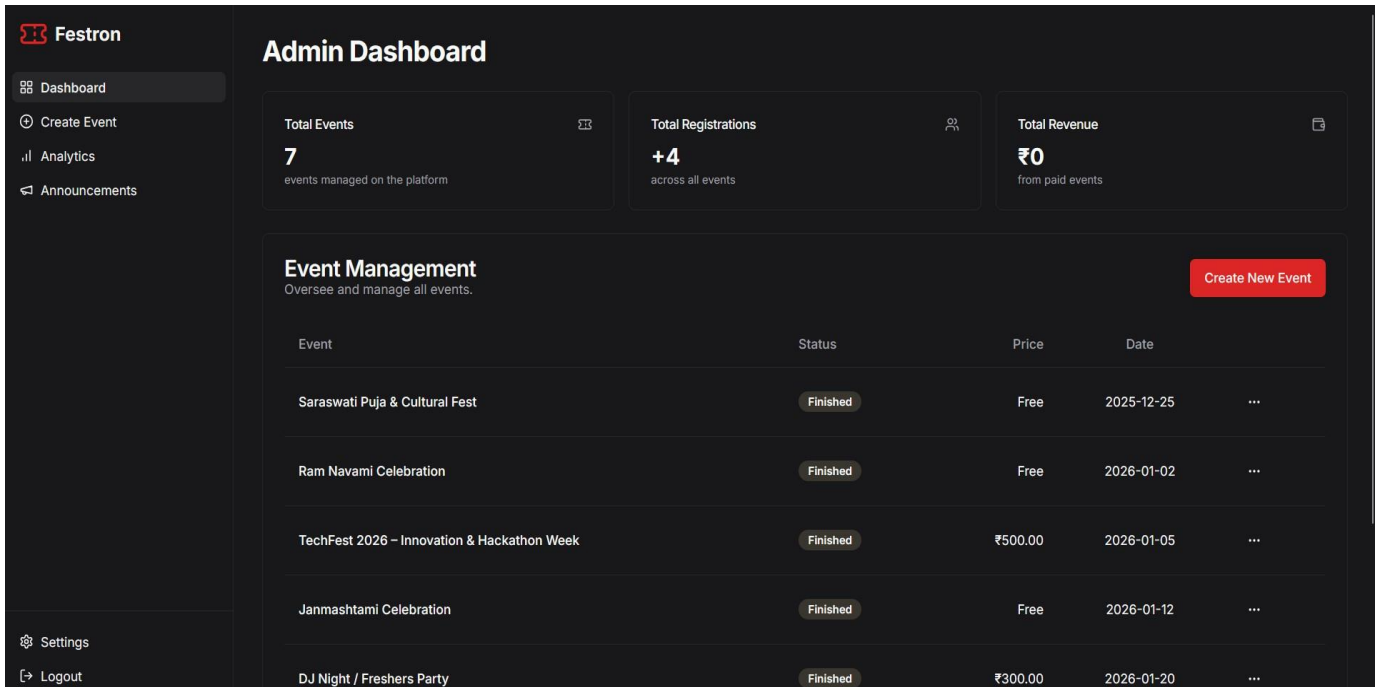 Festron
Dashboard
Create Event
Analytics
Announcements
Settings
Logout
Admin Dashboard
Total Events
7
events managed on the platform
Total Registrations
+4
across all events
Total Revenue
₹0
from paid events
Event Management
Oversee and manage all events.
Create New Event
Event Status Price Date
Saraswati Puja & Cultural Fest Finished Free 2025-12-25
Ram Navami Celebration Finished Free 2026-01-02
TechFest 2026 – Innovation & Hackathon Week Finished ₹500.00 2026-01-05
Janmashtami Celebration Finished Free 2026-01-12
DJ Night / Freshers Party Finished ₹300.00 2026-01-20